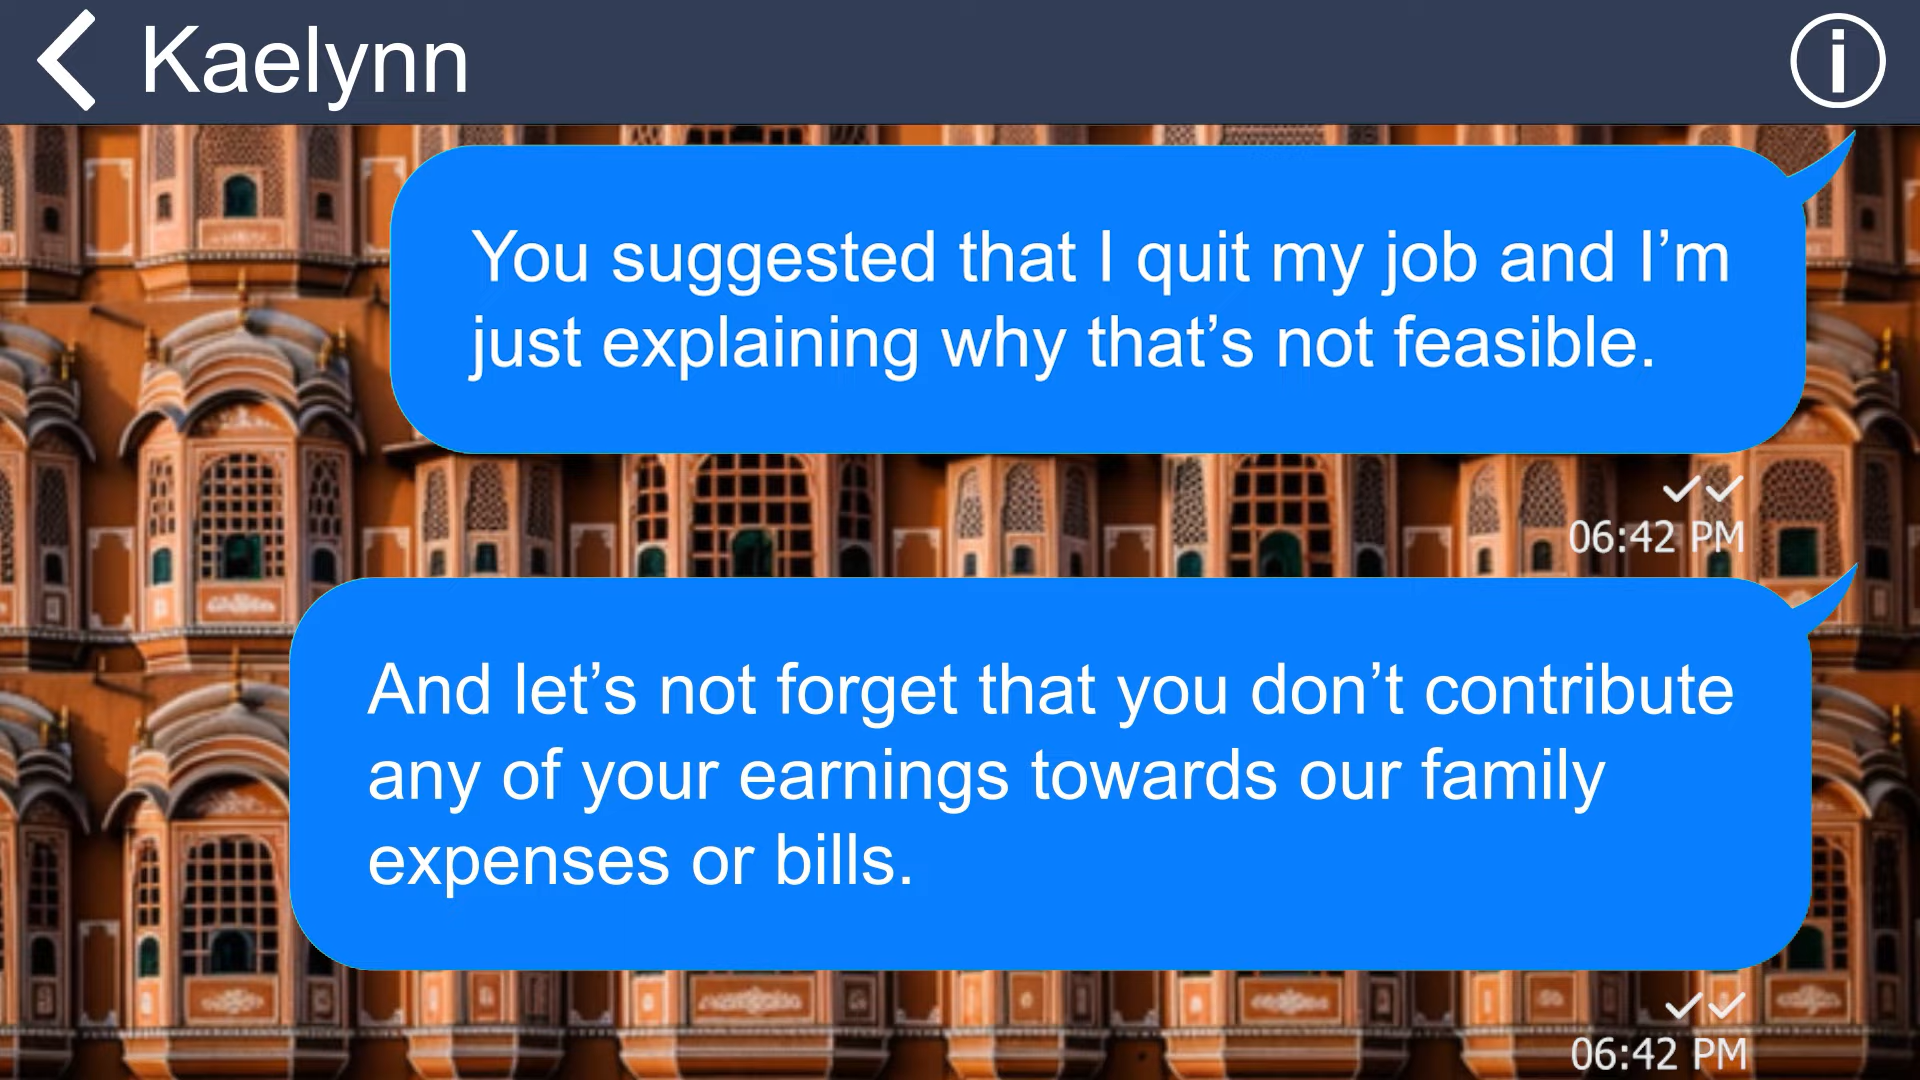 Kaelynn
You suggested that I quit my job and I’m
just explaining why that’s not feasible.
06:42 PM
And let’s not forget that you don’t contribute
any of your earnings towards our family
expenses or bills.
06:42 PM